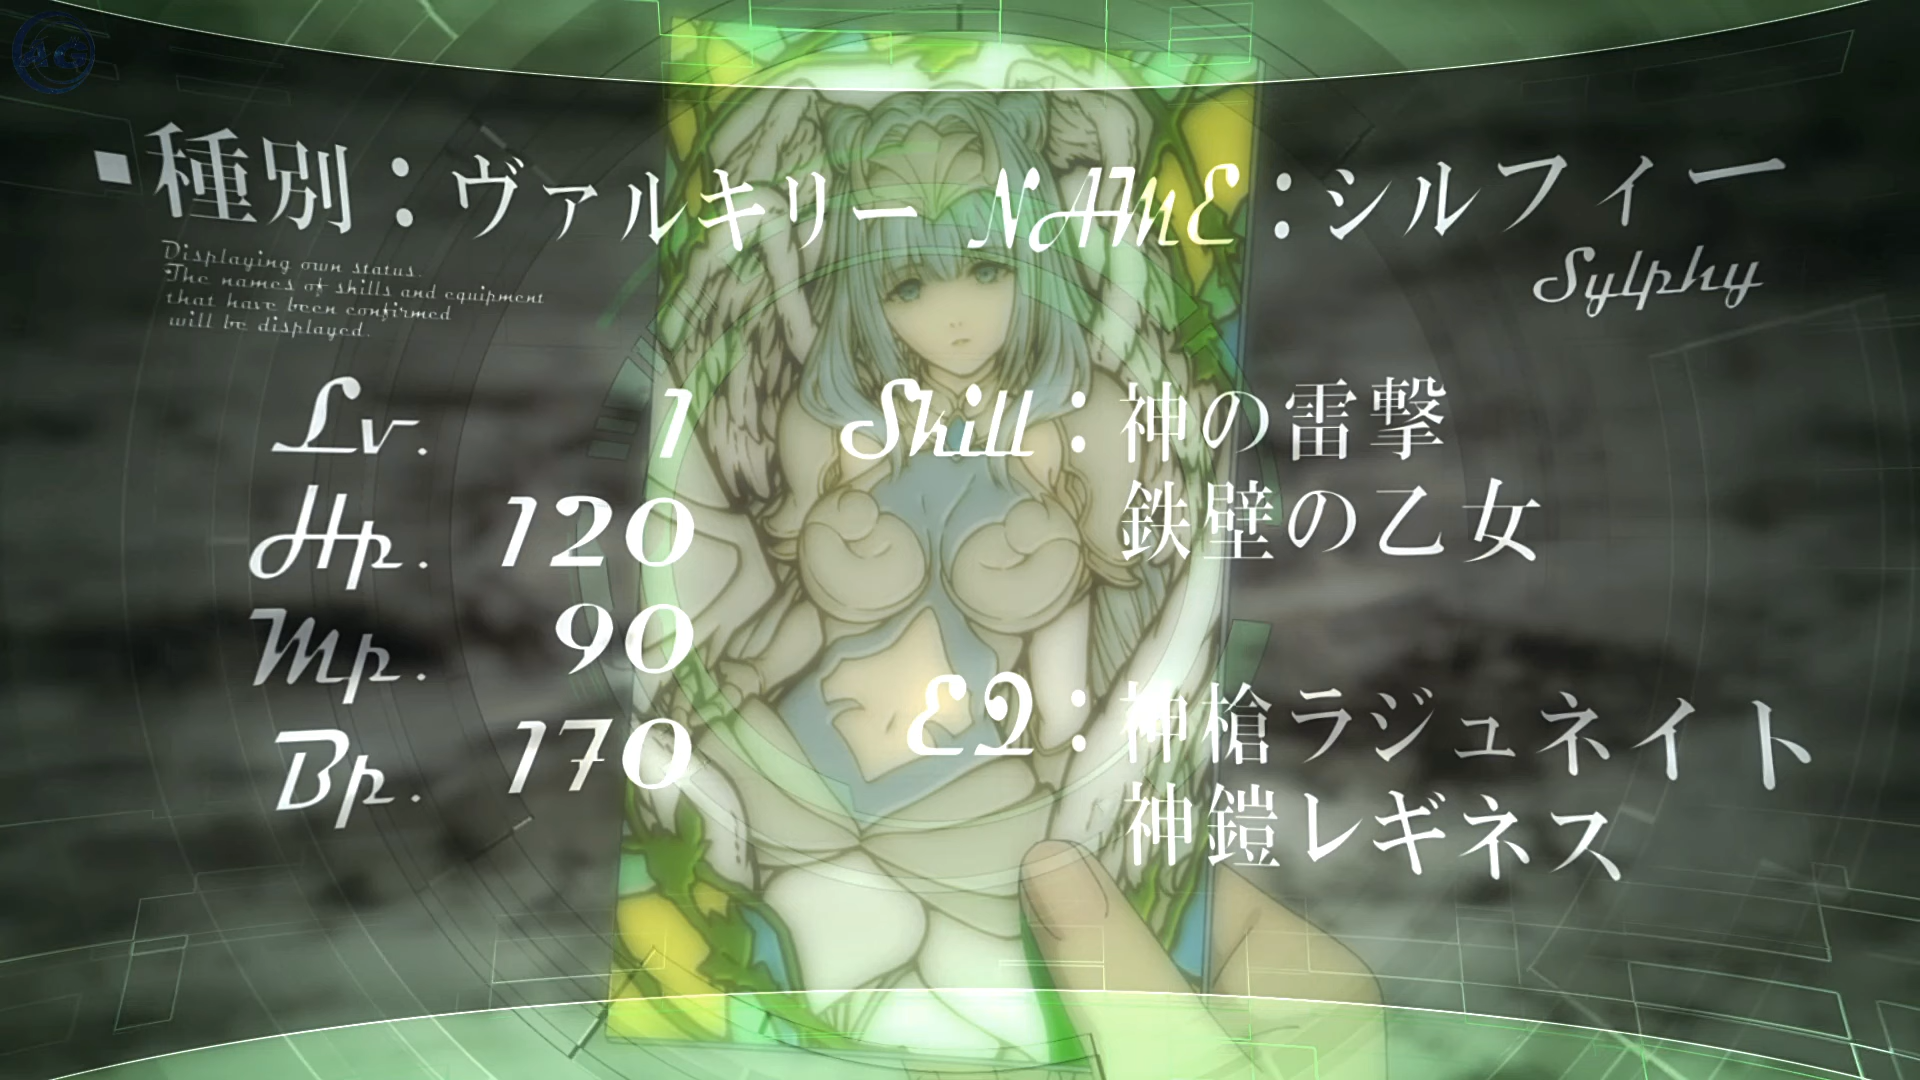 AG
■種別：ヴァルキリー NAME：シルフィー
Sylphy
Displaying own status.
The names of skills and equipment
that have been confirmed
will be displayed.
Lv. 1
Hp. 120
Mp. 90
Bp. 170
Skill：神の雷撃
鉄壁の乙女
EQ：神槍ラジュネイト
神鎧レギネス